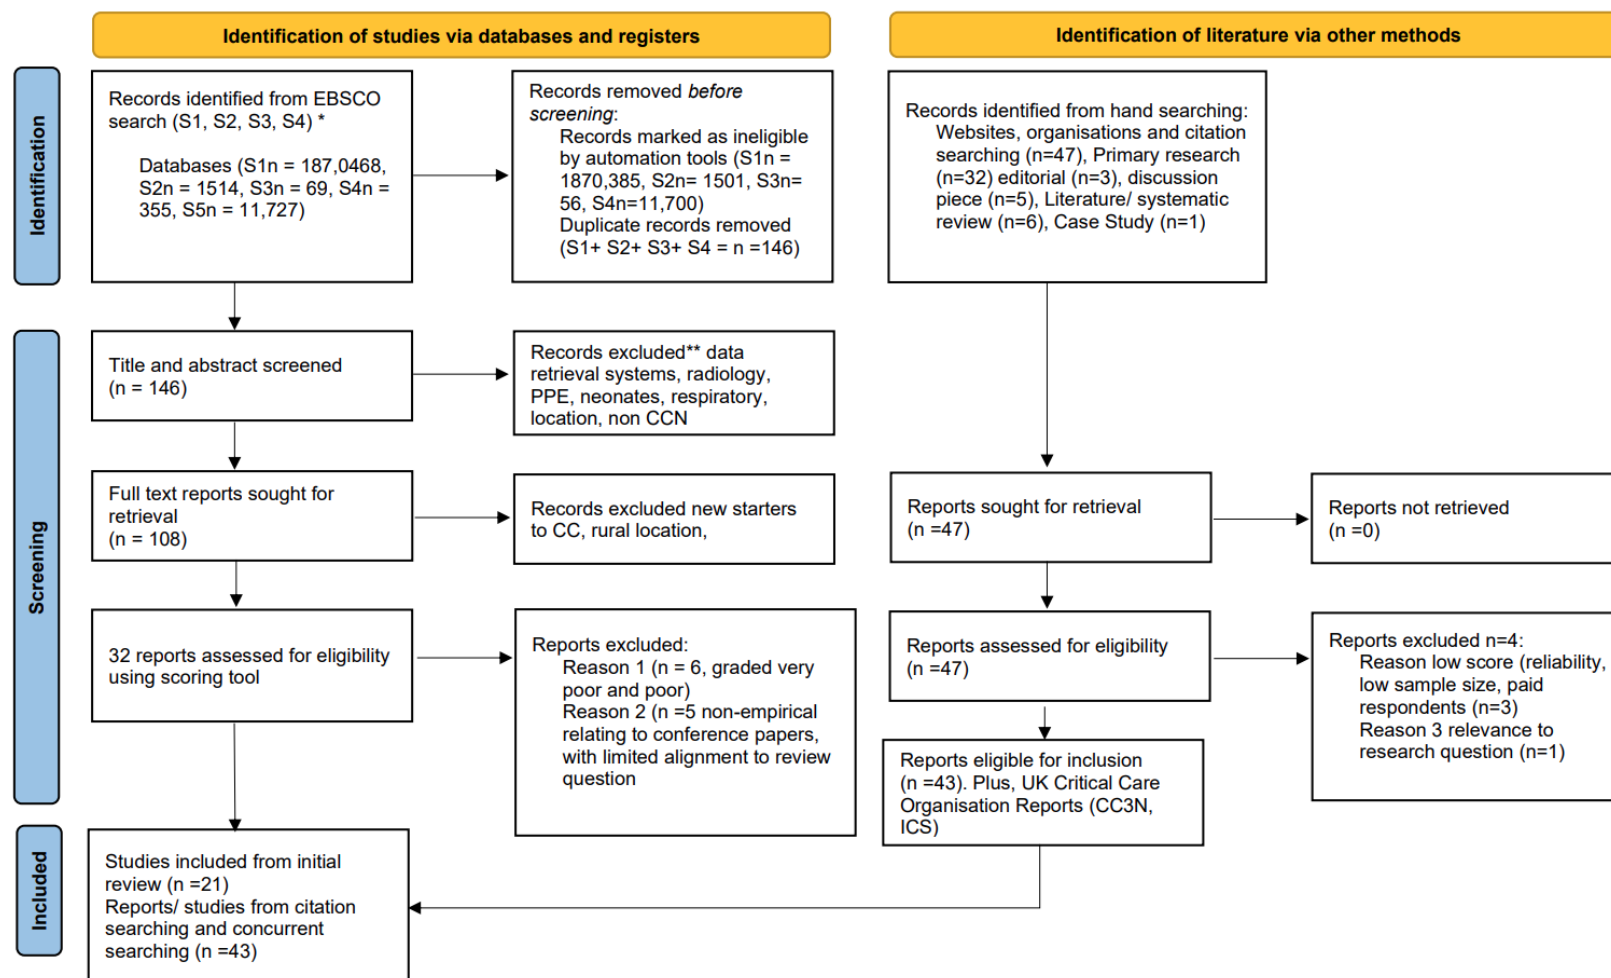 Identification of studies via databases and registers
Identification of literature via other methods
Identification
Records identified from EBSCO
search (S1, S2, S3, S4) *
Databases (S1n = 187,0468,
S2n = 1514, S3n = 69, S4n =
355, S5n = 11,727)
Records removed before
screening:
Records marked as ineligible
by automation tools (S1n =
1870,385, S2n= 1501, S3n=
56, S4n=11,700)
Duplicate records removed
(S1+ S2+ S3+ S4 = n =146)
Records identified from hand searching:
Websites, organisations and citation
searching (n=47), Primary research
(n=32) editorial (n=3), discussion
piece (n=5), Literature/ systematic
review (n=6), Case Study (n=1)
Screening
Title and abstract screened
(n = 146)
Records excluded** data
retrieval systems, radiology,
PPE, neonates, respiratory,
location, non CCN
Full text reports sought for
retrieval
(n = 108)
Records excluded new starters
to CC, rural location,
Reports sought for retrieval
(n =47)
Reports not retrieved
(n =0)
32 reports assessed for eligibility
using scoring tool
Reports excluded:
Reason 1 (n = 6, graded very
poor and poor)
Reason 2 (n =5 non-empirical
relating to conference papers,
with limited alignment to review
question
Reports assessed for eligibility
(n =47)
Reports excluded n=4:
Reason low score (reliability,
low sample size, paid
respondents (n=3)
Reason 3 relevance to
research question (n=1)
Reports eligible for inclusion
(n =43). Plus, UK Critical Care
Organisation Reports (CC3N,
ICS)
Included
Studies included from initial
review (n =21)
Reports/ studies from citation
searching and concurrent
searching (n =43)